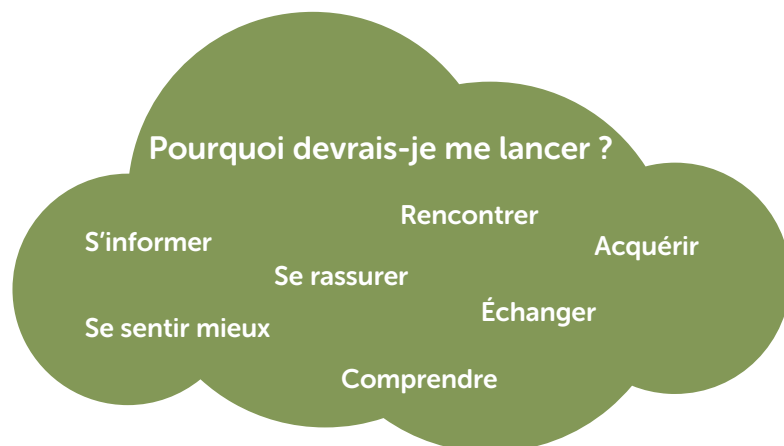 Pourquoi devrais-je me lancer ?
Rencontrer
S’informer
Acquérir
Se rassurer
Échanger
Se sentir mieux
Comprendre